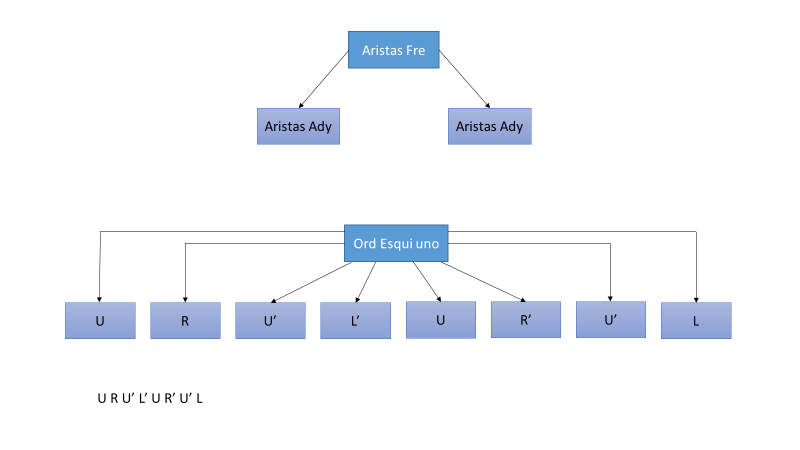 Aristas Fre
Aristas Ady
Aristas Ady
Ord Esqui uno
U
R
U’
L’
U
R’
U’
L
U R U’ L’ U R’ U’ L